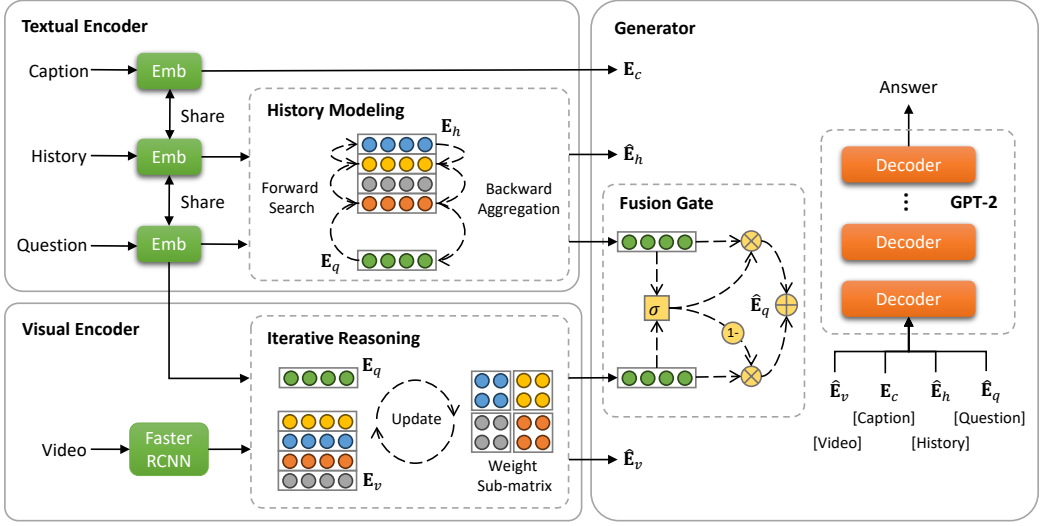 Textual Encoder
Caption
Emb
E_c
Share
History
Emb
History Modeling
E_h
Forward
Search
Backward
Aggregation
Ê_h
Share
Question
Emb
E_q
Visual Encoder
Iterative Reasoning
E_q
Update
Video
Faster
RCNN
E_v
Weight
Sub-matrix
Ê_v
Generator
Fusion Gate
σ
Ê_q
1-
Answer
Decoder
⋮
GPT-2
Decoder
Decoder
Ê_v E_c Ê_h Ê_q
[Caption] [Question]
[Video] [History]